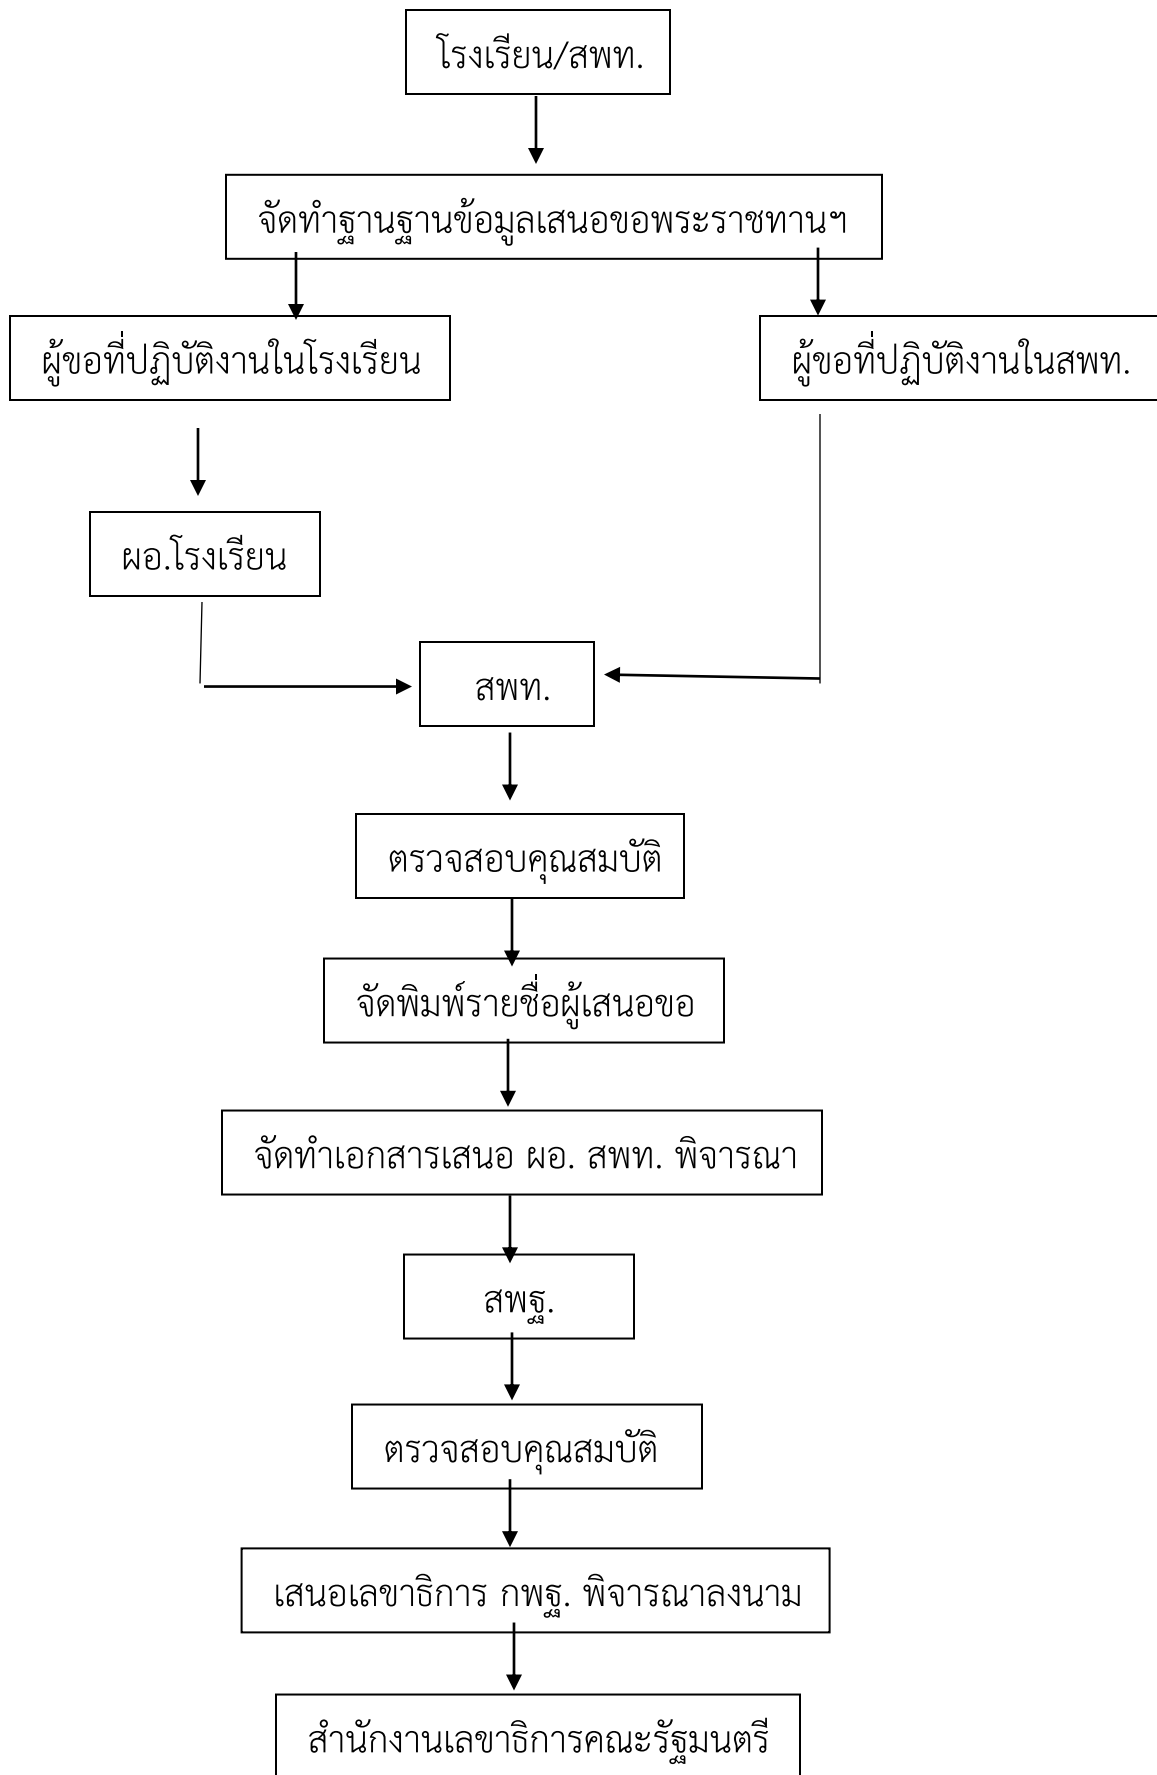 โรงเรียน/สพท.
จัดทำฐานฐานข้อมูลเสนอขอพระราชทานฯ
ผู้ขอที่ปฏิบัติงานในโรงเรียน
ผู้ขอที่ปฏิบัติงานในสพท.
ผอ.โรงเรียน
สพท.
ตรวจสอบคุณสมบัติ
จัดพิมพ์รายชื่อผู้เสนอขอ
จัดทำเอกสารเสนอ ผอ. สพท. พิจารณา
สพฐ.
ตรวจสอบคุณสมบัติ
เสนอเลขาธิการ กพฐ. พิจารณาลงนาม
สำนักงานเลขาธิการคณะรัฐมนตรี